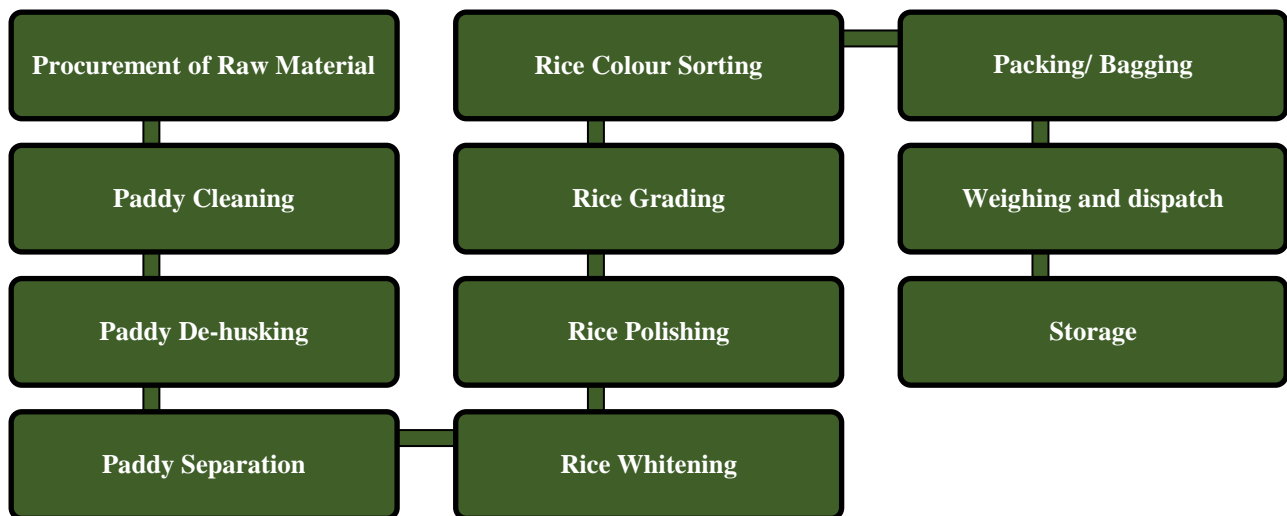 Procurement of Raw Material
Paddy Cleaning
Paddy De-husking
Paddy Separation
Rice Whitening
Rice Polishing
Rice Grading
Rice Colour Sorting
Packing/ Bagging
Weighing and dispatch
Storage